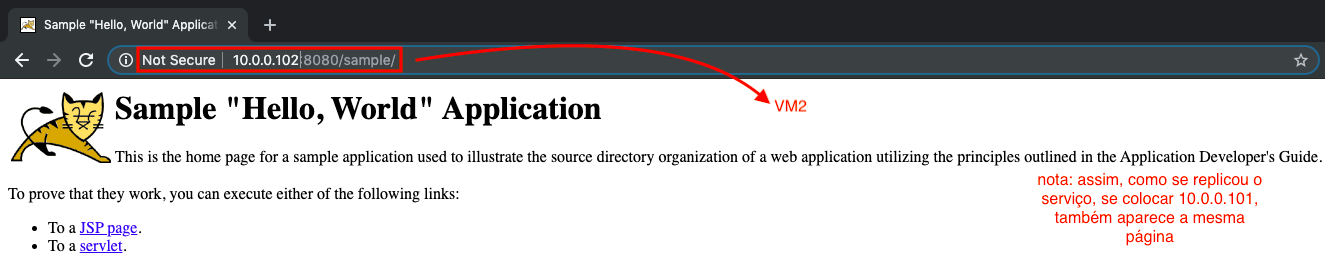 Sample "Hello, World" Applicat
Not Secure 10.0.0.102:8080/sample/
VM2
Sample "Hello, World" Application
This is the home page for a sample application used to illustrate the source directory organization of a web application utilizing the principles outlined in the Application Developer's Guide.
nota: assim, como se replicou o
serviço, se colocar 10.0.0.101,
também aparece a mesma
página
To prove that they work, you can execute either of the following links:
• To a JSP page.
• To a servlet.